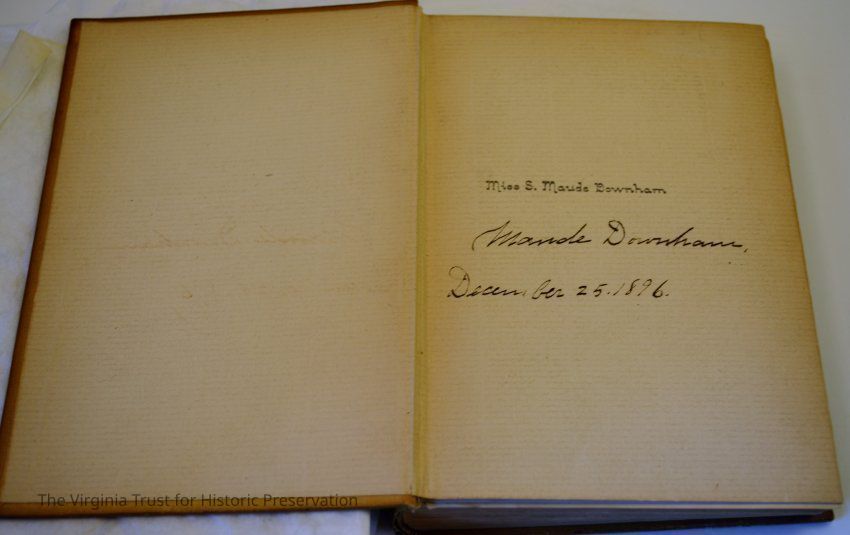 Miss S. Maude Downham
Maude Downham,
December 25. 1896.
The Virginia Trust for Historic Preservation